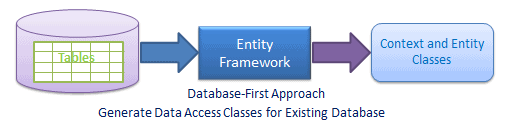 Tables
Entity
Framework
Context and Entity
Classes
Database-First Approach
Generate Data Access Classes for Existing Database